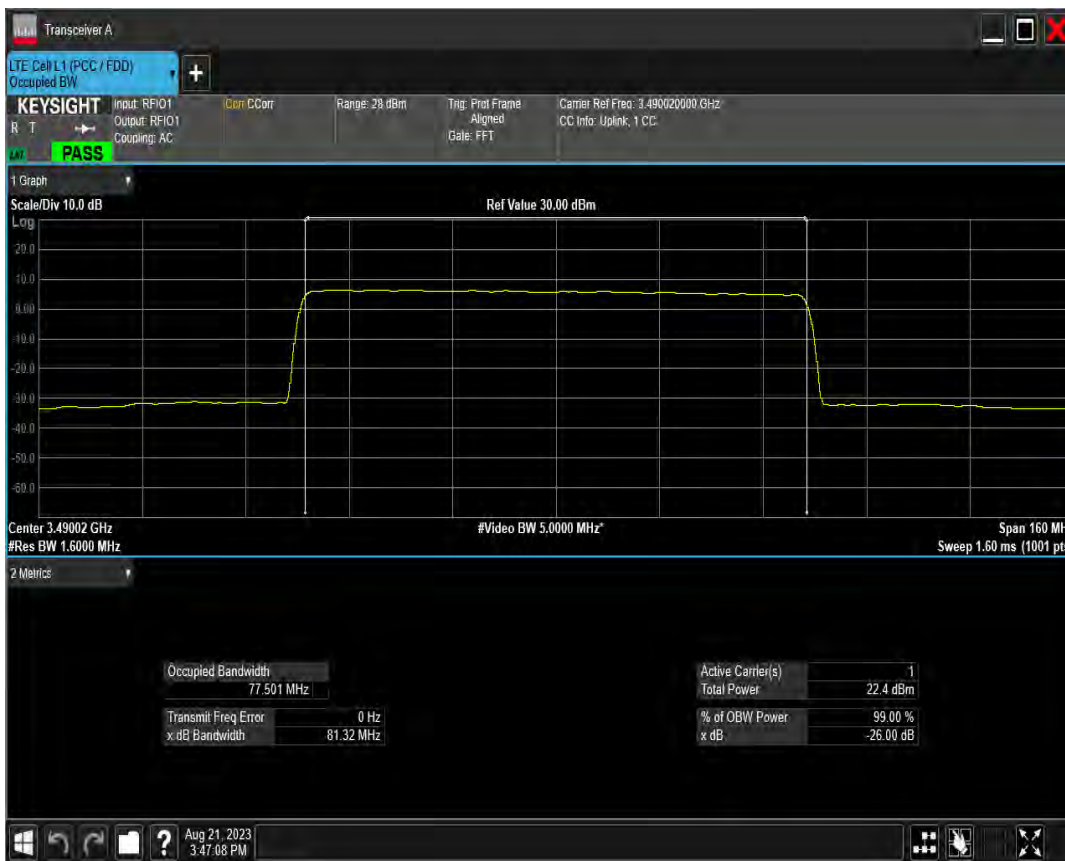 Transceiver A
LTE Cell L1 (PCC / FDD)
Occupied BW
+
KEYSIGHT
R T
PASS
Input: RFIO1
Output: RFIO1
Coupling: AC
Corr CCorr
Range: 28 dBm
Trig: Prot Frame
Aligned
Gate: FFT
Carrier Ref Freq: 3.490020000 GHz
CC Info: Uplink, 1 CC
1 Graph
Scale/Div 10.0 dB
Ref Value 30.00 dBm
Log
20.0
10.0
0.00
-10.0
-20.0
-30.0
-40.0
-50.0
-60.0
Center 3.49002 GHz
#Video BW 5.0000 MHz*
Span 160 MH
#Res BW 1.6000 MHz
Sweep 1.60 ms (1001 pts
2 Metrics
Occupied Bandwidth
77.501 MHz
Transmit Freq Error 0 Hz
x dB Bandwidth 81.32 MHz
Active Carrier(s) 1
Total Power 22.4 dBm
% of OBW Power 99.00 %
x dB -26.00 dB
?
Aug 21, 2023
3:47:08 PM